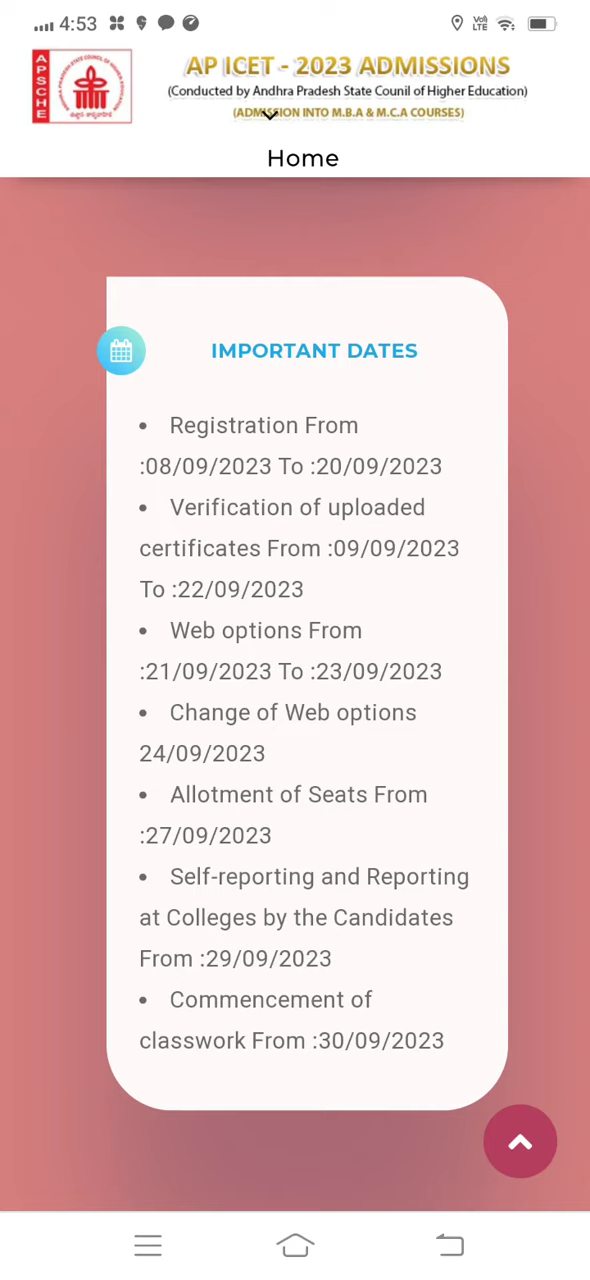 4:53
VoI)
LTE
APSCHE
AP ICET - 2023 ADMISSIONS
(Conducted by Andhra Pradesh State Counil of Higher Education)
(ADMISSION INTO M.B.A & M.C.A COURSES)
Home
IMPORTANT DATES
• Registration From
:08/09/2023 To :20/09/2023
• Verification of uploaded
certificates From :09/09/2023
To :22/09/2023
• Web options From
:21/09/2023 To :23/09/2023
• Change of Web options
24/09/2023
• Allotment of Seats From
:27/09/2023
• Self-reporting and Reporting
at Colleges by the Candidates
From :29/09/2023
• Commencement of
classwork From :30/09/2023